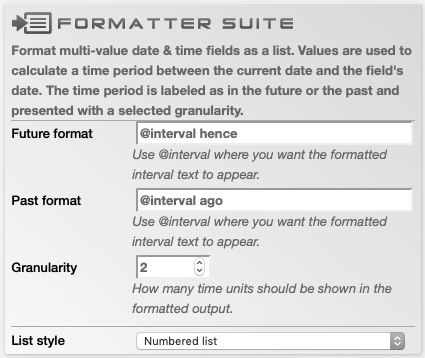 FORMATTER SUITE
Format multi-value date & time fields as a list. Values are used to
calculate a time period between the current date and the field's
date. The time period is labeled as in the future or the past and
presented with a selected granularity.
Future format @interval hence
Use @interval where you want the formatted
interval text to appear.
Past format @interval ago
Use @interval where you want the formatted
interval text to appear.
Granularity 2
How many time units should be shown in the
formatted output.
List style Numbered list